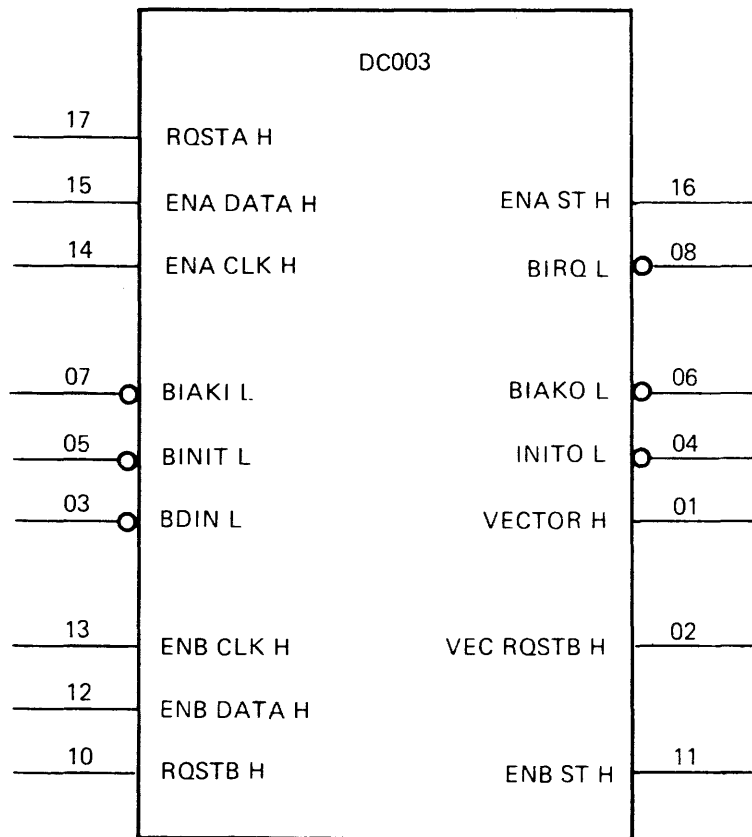 DC003
17
RQSTA H
15
ENA DATA H
ENA ST H
16
14
ENA CLK H
BIRQ L
08
07
BIAKI L
BIAKO L
06
05
BINIT L
INITO L
04
03
BDIN L
VECTOR H
01
13
ENB CLK H
VEC RQSTB H
02
12
ENB DATA H
10
RQSTB H
ENB ST H
11